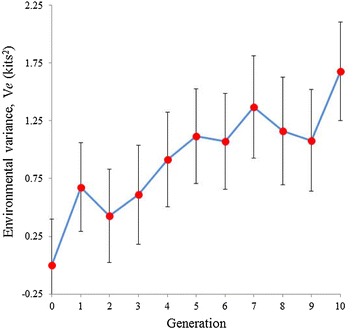 2.25
1.75
1.25
0.75
0.25
-0.25
Environmental variance, Ve (kits²)
0 1 2 3 4 5 6 7 8 9 10
Generation